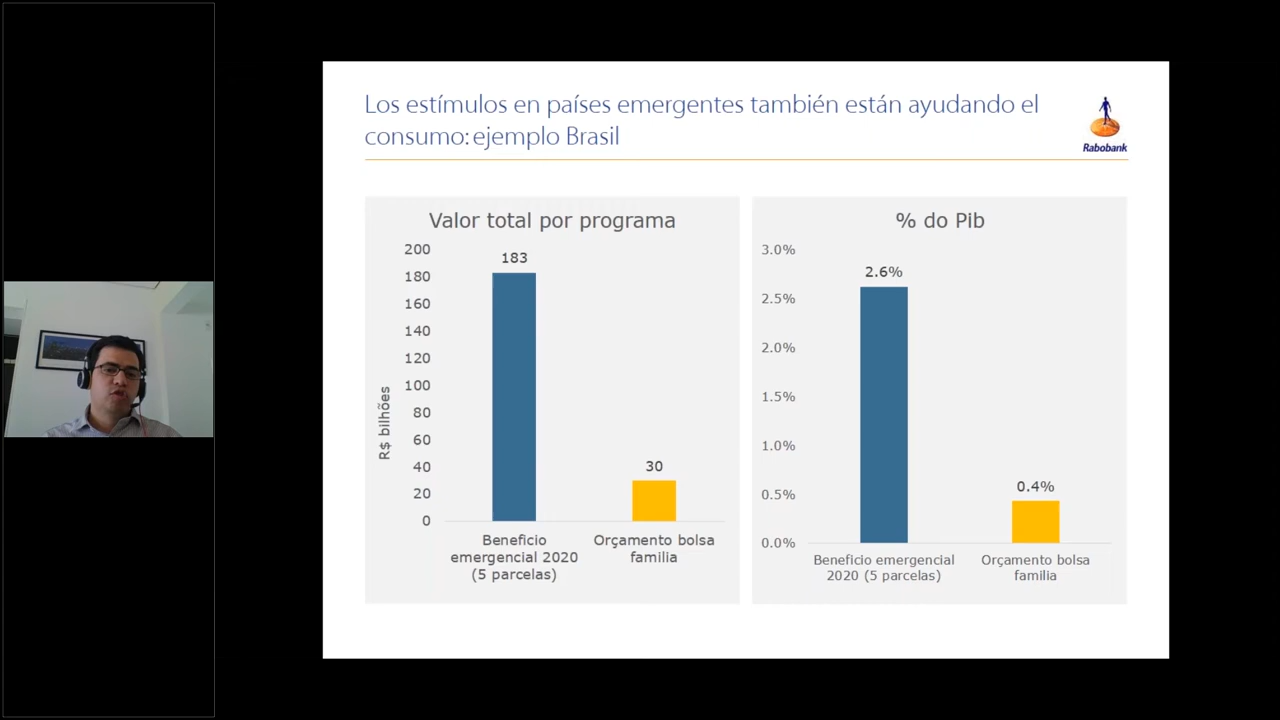 Los estímulos en países emergentes también están ayudando el
consumo: ejemplo Brasil
Rabobank
Valor total por programa
R$ bilhões
200
180
160
140
120
100
80
60
40
20
0
183
30
Beneficio
emergencial 2020
(5 parcelas)
Orçamento bolsa
familia
% do Pib
3.0%
2.5%
2.0%
1.5%
1.0%
0.5%
0.0%
2.6%
0.4%
Beneficio emergencial
2020 (5 parcelas)
Orçamento bolsa
familia